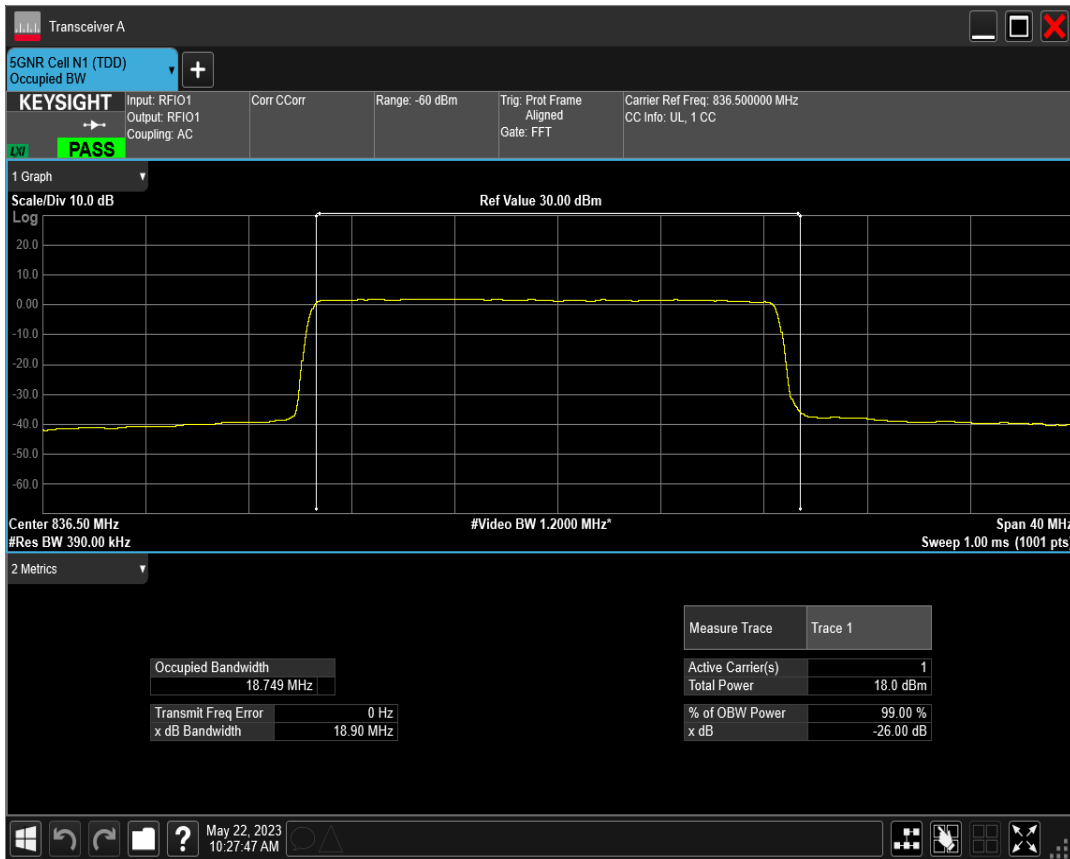 Transceiver A
5GNR Cell N1 (TDD)
Occupied BW
KEYSIGHT
LXI
PASS
Input: RFIO1
Output: RFIO1
Coupling: AC
Corr CCorr
Range: -60 dBm
Trig: Prot Frame
Aligned
Gate: FFT
Carrier Ref Freq: 836.500000 MHz
CC Info: UL, 1 CC
1 Graph
Scale/Div 10.0 dB
Ref Value 30.00 dBm
Log
20.0
10.0
0.00
-10.0
-20.0
-30.0
-40.0
-50.0
-60.0
Center 836.50 MHz
#Video BW 1.2000 MHz*
Span 40 MHz
#Res BW 390.00 kHz
Sweep 1.00 ms (1001 pts)
2 Metrics
Measure Trace Trace 1
Occupied Bandwidth
18.749 MHz
Active Carrier(s) 1
Total Power 18.0 dBm
Transmit Freq Error 0 Hz
x dB Bandwidth 18.90 MHz
% of OBW Power 99.00 %
x dB -26.00 dB
?
May 22, 2023
10:27:47 AM